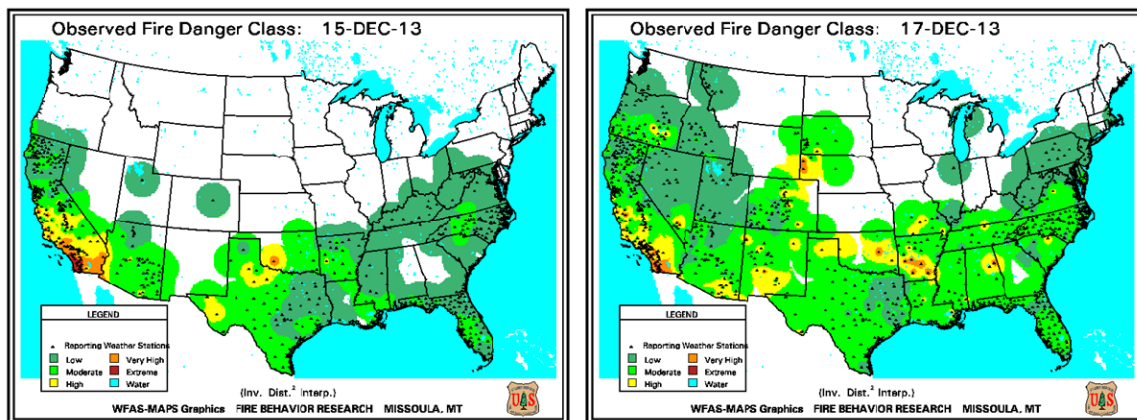 Observed Fire Danger Class: 15-DEC-13
LEGEND
Reporting Weather Stations
Low
Very High
Moderate
Extreme
High
Water
(Inv. Dist.² Interp.)
WFAS-MAPS Graphics FIRE BEHAVIOR RESEARCH MISSOULA, MT
U S
Observed Fire Danger Class: 17-DEC-13
LEGEND
Reporting Weather Stations
Low
Very High
Moderate
Extreme
High
Water
(Inv. Dist.² Interp.)
WFAS-MAPS Graphics FIRE BEHAVIOR RESEARCH MISSOULA, MT
U S